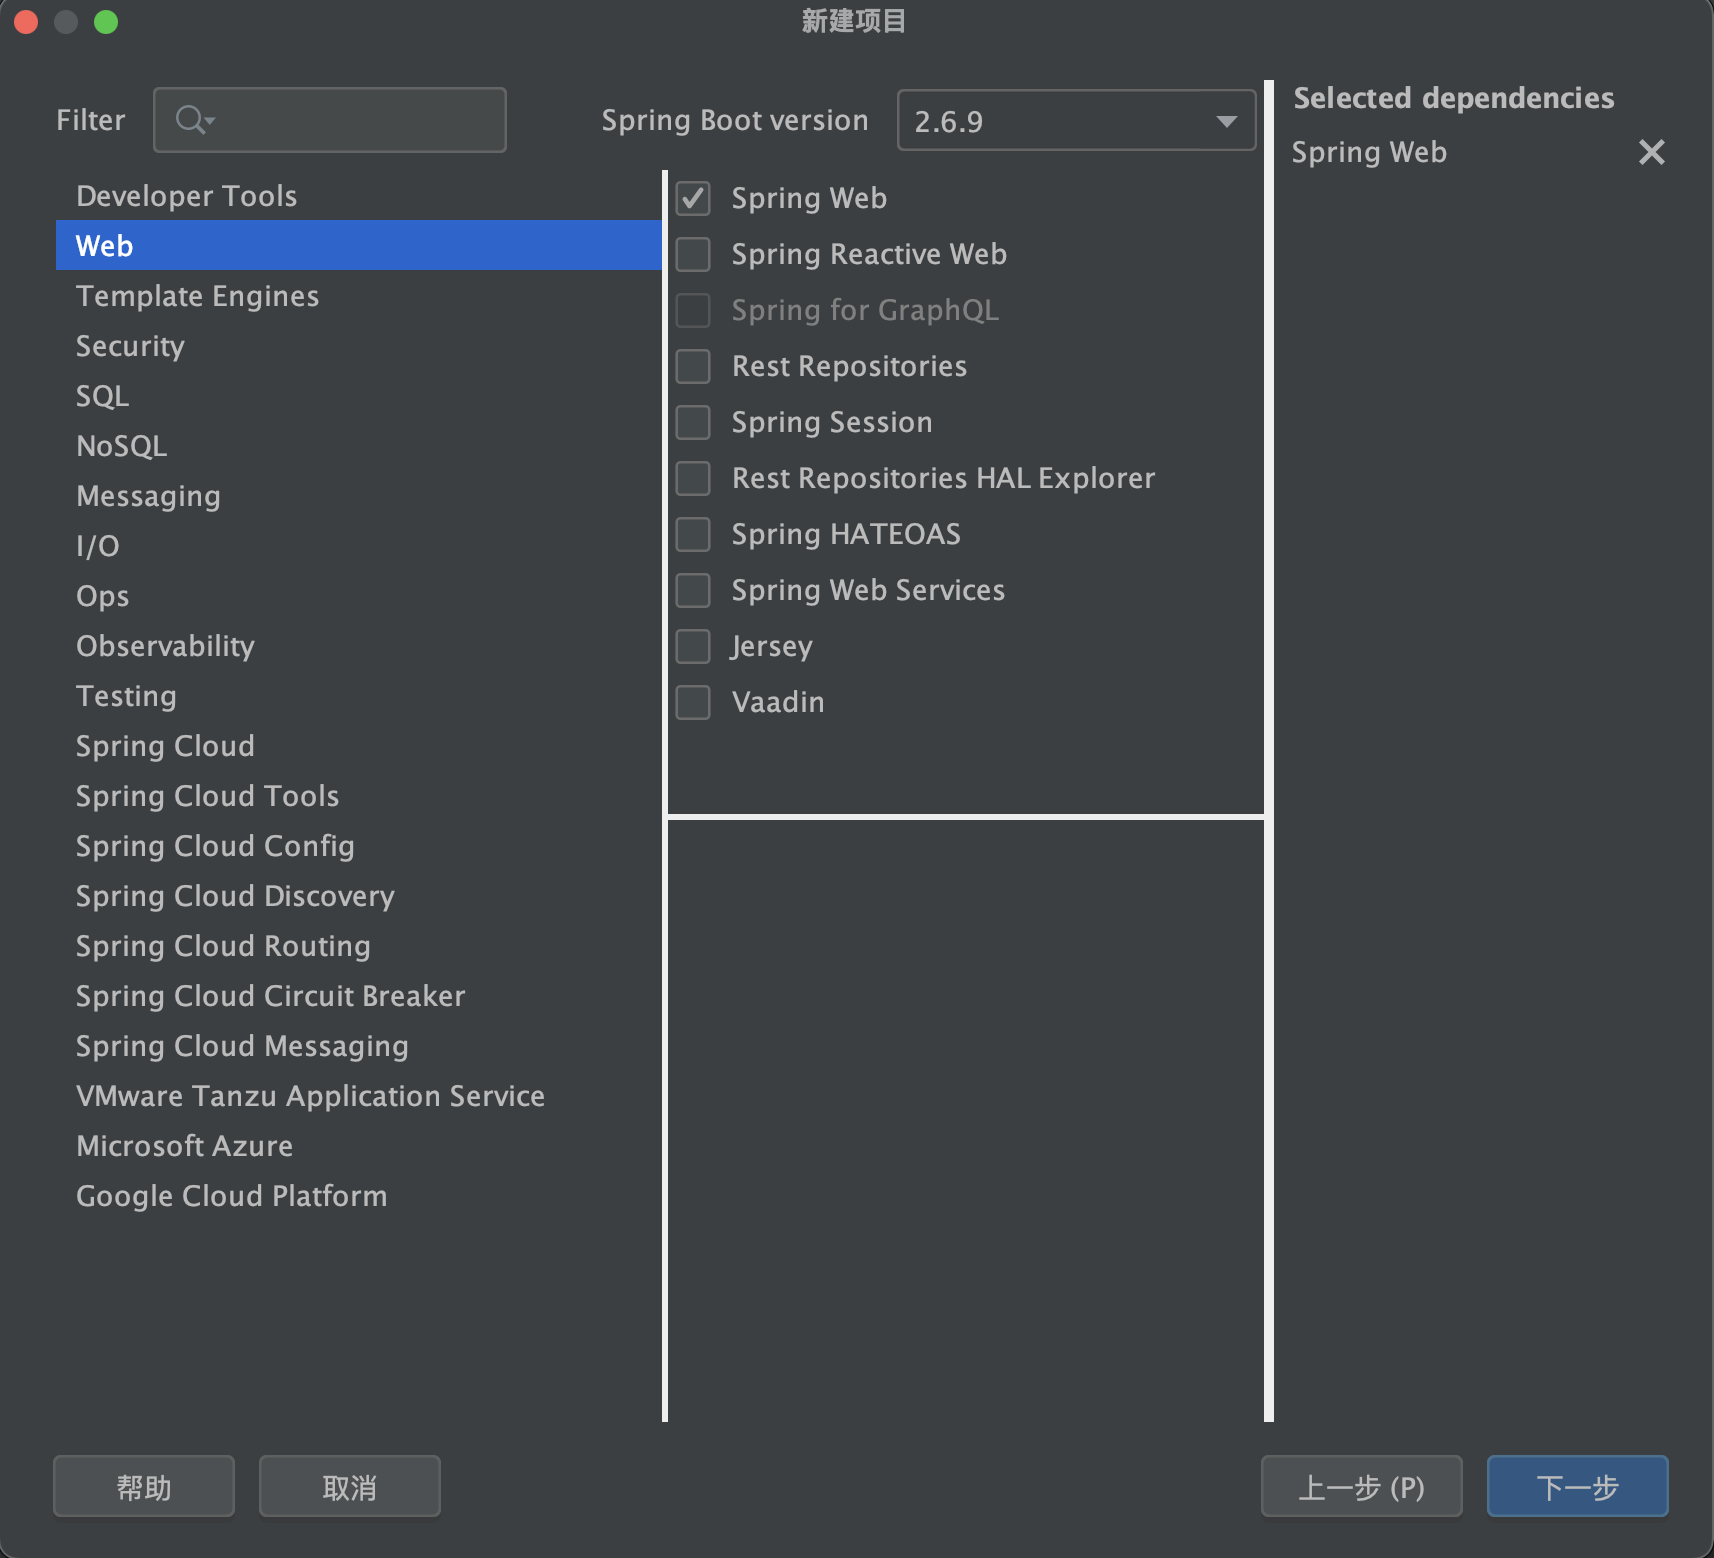 新建项目
Filter
Spring Boot version
2.6.9
Developer Tools
Web
Template Engines
Security
SQL
NoSQL
Messaging
I/O
Ops
Observability
Testing
Spring Cloud
Spring Cloud Tools
Spring Cloud Config
Spring Cloud Discovery
Spring Cloud Routing
Spring Cloud Circuit Breaker
Spring Cloud Messaging
VMware Tanzu Application Service
Microsoft Azure
Google Cloud Platform
Spring Web
Spring Reactive Web
Spring for GraphQL
Rest Repositories
Spring Session
Rest Repositories HAL Explorer
Spring HATEOAS
Spring Web Services
Jersey
Vaadin
Selected dependencies
Spring Web
帮助
取消
上一步 (P)
下一步